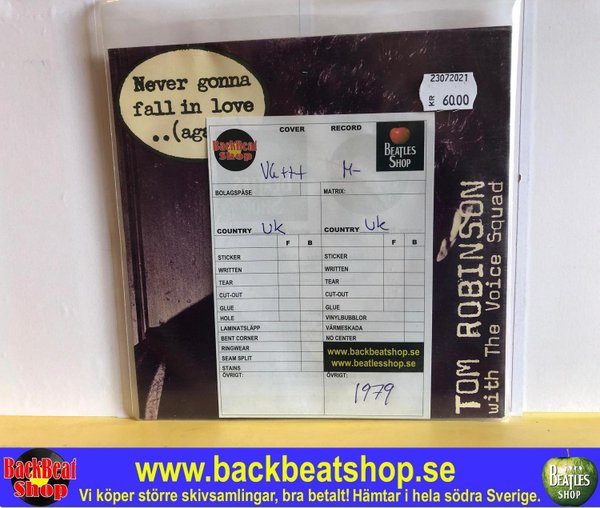 Never gonna
fall in love
..(aga
23072021
KR 60.00
TOM ROBINSON
with The Voice Squad
COVER RECORD
BackBeat
Shop
BEATLES
SHOP
VG+++ M-
BOLAGSPÅSE MATRIX:
COUNTRY UK COUNTRY UK
F B F B
STICKER STICKER
WRITTEN WRITTEN
TEAR TEAR
CUT-OUT CUT-OUT
GLUE GLUE
HOLE VINYLBUBBLOR
LAMINATSLÄPP VÄRMESKADA
BENT CORNER NO CENTER
RINGWEAR
SEAM SPLIT
STAINS
www.backbeatshop.se
www.beatlesshop.se
ÖVRIGT: ÖVRIGT:
1979
BackBeat
Shop
www.backbeatshop.se
Vi köper större skivsamlingar, bra betalt! Hämtar i hela södra Sverige.
BEATLES
SHOP